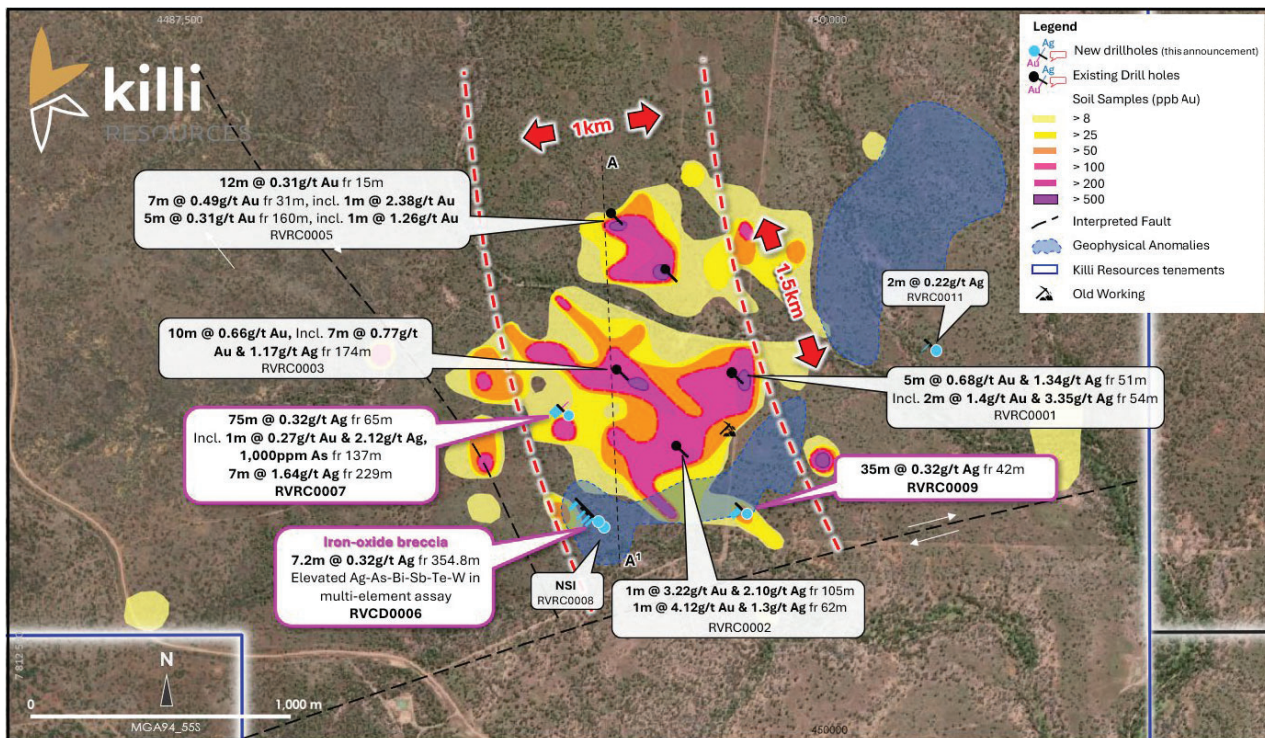 4487,500
430,000
killi
RESOURCES
1km
A
1.5km
Legend
Ag
Au
New drillholes (this announcement)
Ag
Au
Existing Drill holes
Soil Samples (ppb Au)
> 8
> 25
> 50
> 100
> 200
> 500
Interpreted Fault
Geophysical Anomalies
Killi Resources tenements
Old Working
12m @ 0.31g/t Au fr 15m
7m @ 0.49g/t Au fr 31m, incl. 1m @ 2.38g/t Au
5m @ 0.31g/t Au fr 160m, incl. 1m @ 1.26g/t Au
RVRC0005
2m @ 0.22g/t Ag
RVRC0011
10m @ 0.66g/t Au, Incl. 7m @ 0.77g/t
Au & 1.17g/t Ag fr 174m
RVRC0003
5m @ 0.68g/t Au & 1.34g/t Ag fr 51m
Incl. 2m @ 1.4g/t Au & 3.35g/t Ag fr 54m
RVRC0001
75m @ 0.32g/t Ag fr 65m
Incl. 1m @ 0.27g/t Au & 2.12g/t Ag,
1,000ppm As fr 137m
7m @ 1.64g/t Ag fr 229m
RVRC0007
35m @ 0.32g/t Ag fr 42m
RVRC0009
Iron-oxide breccia
7.2m @ 0.32g/t Ag fr 354.8m
Elevated Ag-As-Bi-Sb-Te-W in
multi-element assay
RVCD0006
NSI
RVRC0008
A1
1m @ 3.22g/t Au & 2.10g/t Ag fr 105m
1m @ 4.12g/t Au & 1.3g/t Ag fr 62m
RVRC0002
N
0
1,000 m
MGA94_55S
450000